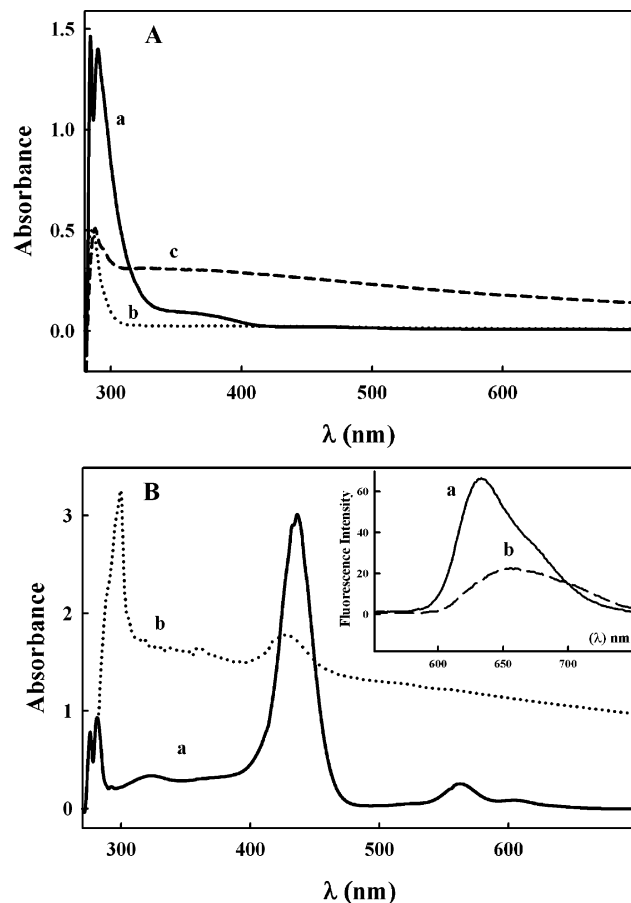 A
1.5
a
1.0
0.5
c
b
0.0
Absorbance
300 400 500 600
λ (nm)
B
3
b
2
1
a
0
Absorbance
300 400 500 600
λ (nm)
a
60
40
b
20
0
Fluorescence Intensity
(λ) nm
600 650 700